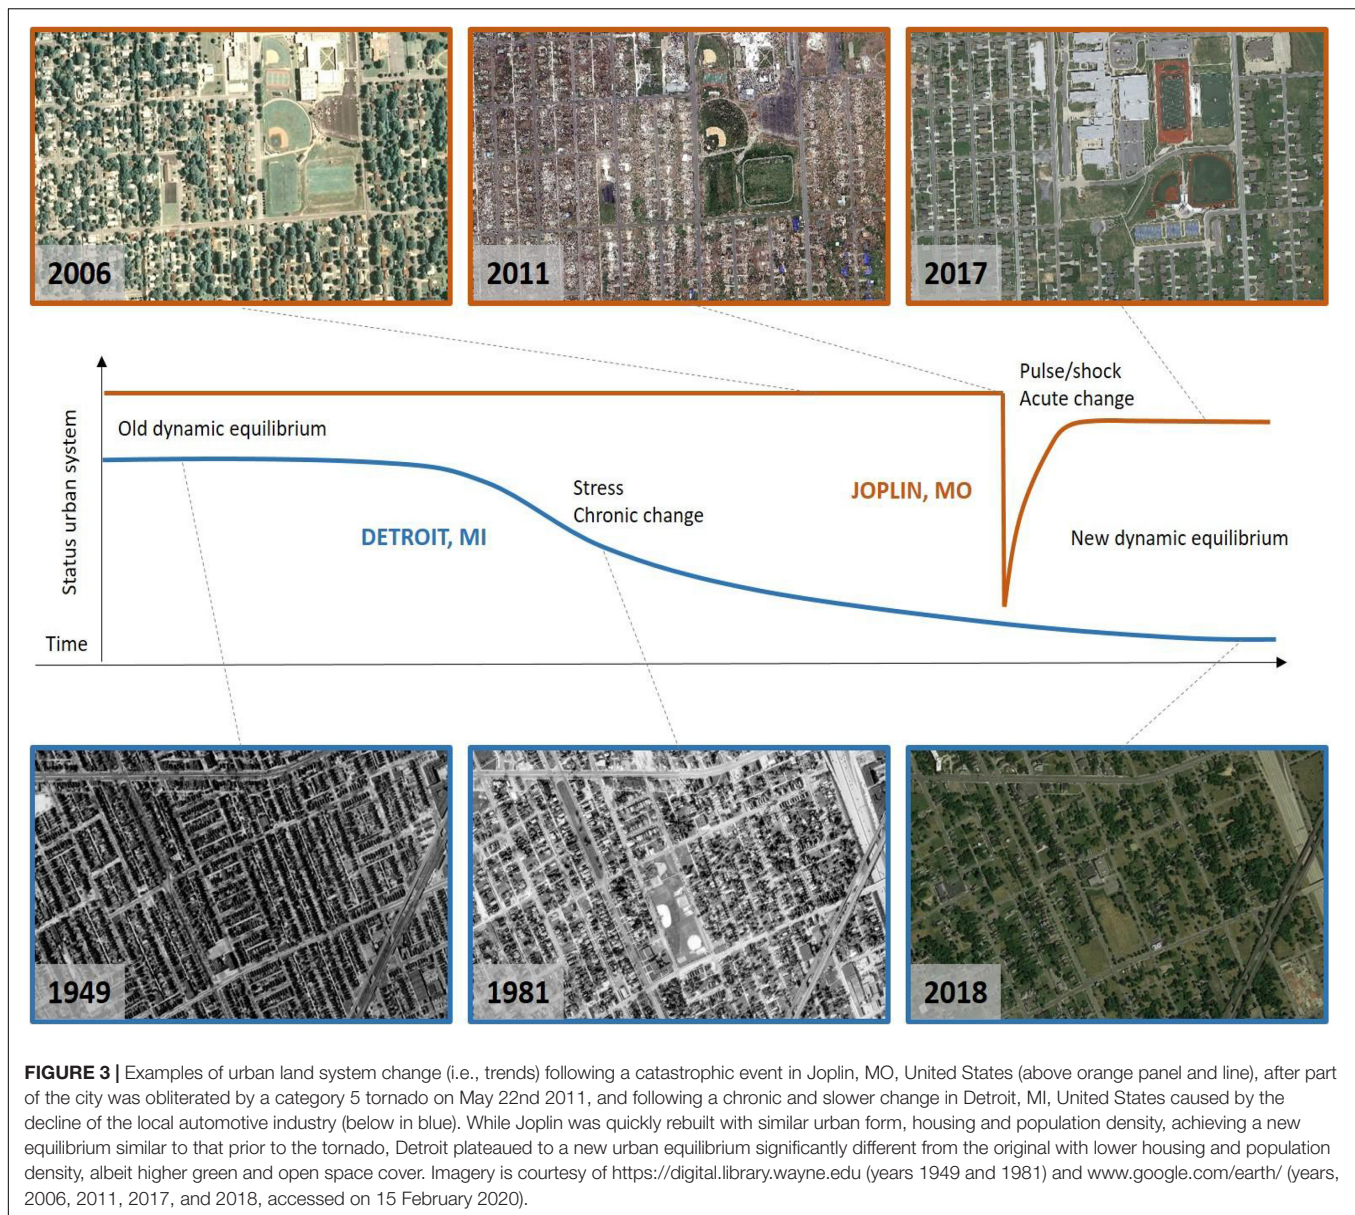 2006
2011
2017
Pulse/shock
Acute change
Status urban system
Old dynamic equilibrium
Stress
Chronic change
JOPLIN, MO
DETROIT, MI
New dynamic equilibrium
Time
1949
1981
2018
FIGURE 3 | Examples of urban land system change (i.e., trends) following a catastrophic event in Joplin, MO, United States (above orange panel and line), after part
of the city was obliterated by a category 5 tornado on May 22nd 2011, and following a chronic and slower change in Detroit, MI, United States caused by the
decline of the local automotive industry (below in blue). While Joplin was quickly rebuilt with similar urban form, housing and population density, achieving a new
equilibrium similar to that prior to the tornado, Detroit plateaued to a new urban equilibrium significantly different from the original with lower housing and population
density, albeit higher green and open space cover. Imagery is courtesy of https://digital.library.wayne.edu (years 1949 and 1981) and www.google.com/earth/ (years,
2006, 2011, 2017, and 2018, accessed on 15 February 2020).